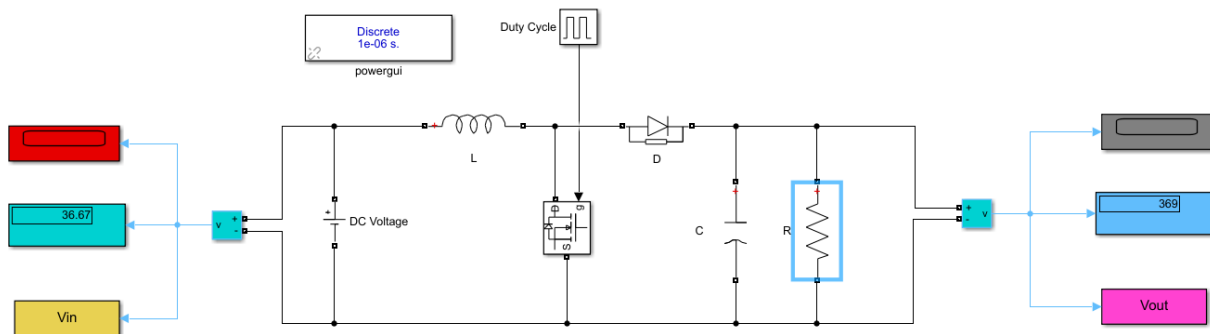 Discrete
1e-06 s.
powergui
Duty Cycle
L
D
36.67
v
+
-
+
DC Voltage
D
g
S
C
+
R
+
+
-
v
369
Vin
Vout